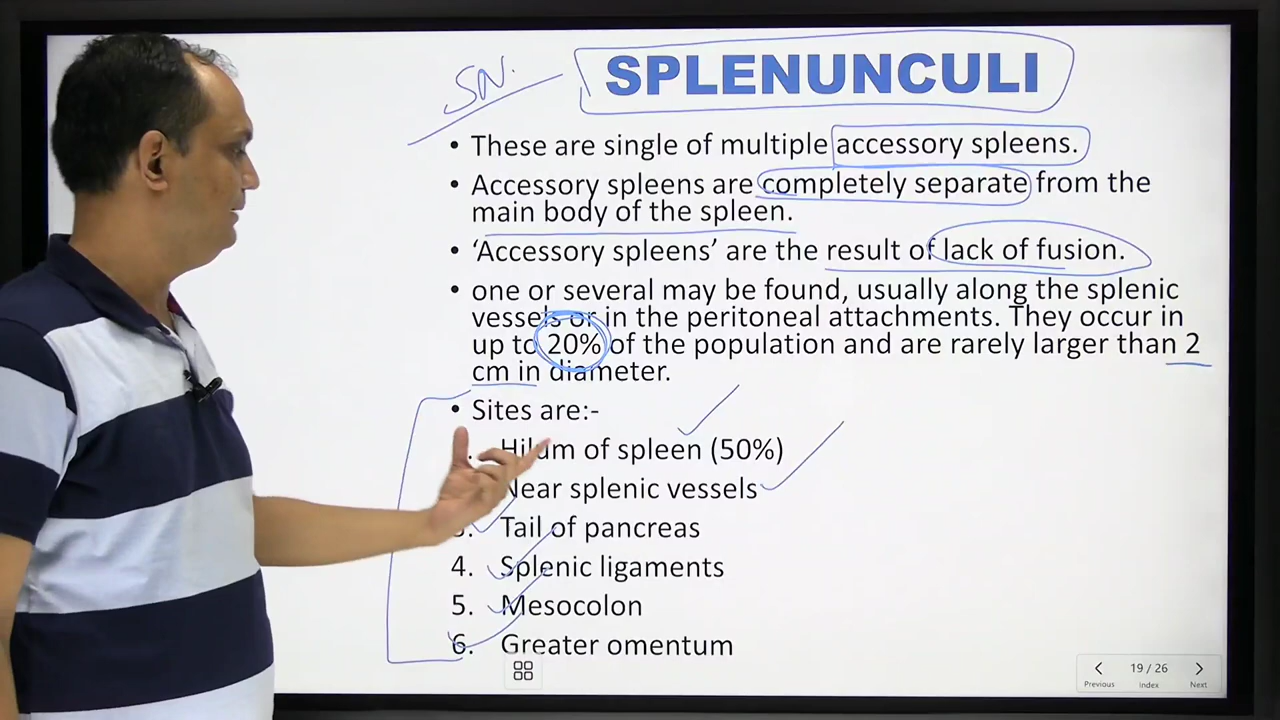 SN.
SPLENUNCULI
• These are single of multiple accessory spleens.
• Accessory spleens are completely separate from the
main body of the spleen.
• ‘Accessory spleens’ are the result of lack of fusion.
• one or several may be found, usually along the splenic
vessels or in the peritoneal attachments. They occur in
up to 20% of the population and are rarely larger than 2
cm in diameter.
• Sites are:-
Hilum of spleen (50%)
Near splenic vessels
3. Tail of pancreas
4. Splenic ligaments
5. Mesocolon
6. Greater omentum
19 / 26
Previous Index Next